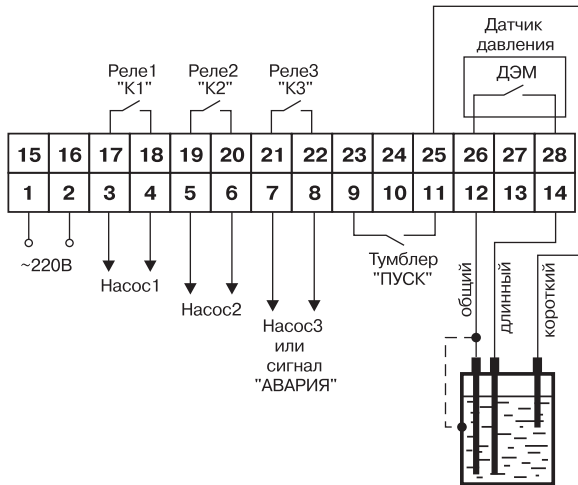 Датчик
давления
ДЭМ
Реле1
"К1"
Реле2
"К2"
Реле3
"К3"
15 16 17 18 19 20 21 22 23 24 25 26 27 28
1 2 3 4 5 6 7 8 9 10 11 12 13 14
~220В
Насос1
Насос2
Насос3
или
сигнал
"АВАРИЯ"
Тумблер
"ПУСК"
общий
длинный
короткий